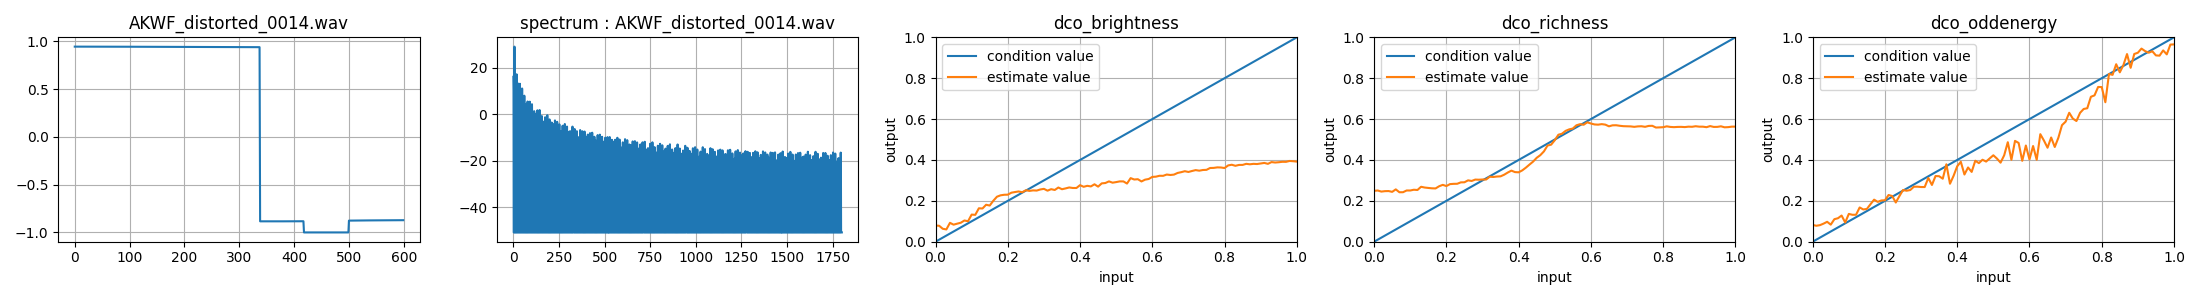 AKWF_distorted_0014.wav
1.0
0.5
0.0
−0.5
−1.0
0 100 200 300 400 500 600
spectrum : AKWF_distorted_0014.wav
20
0
−20
−40
0 250 500 750 1000 1250 1500 1750
dco_brightness
condition value
estimate value
output
1.0
0.8
0.6
0.4
0.2
0.0
0.0 0.2 0.4 0.6 0.8 1.0
input
dco_richness
condition value
estimate value
output
1.0
0.8
0.6
0.4
0.2
0.0
0.0 0.2 0.4 0.6 0.8 1.0
input
dco_oddenergy
condition value
estimate value
output
1.0
0.8
0.6
0.4
0.2
0.0
0.0 0.2 0.4 0.6 0.8 1.0
input